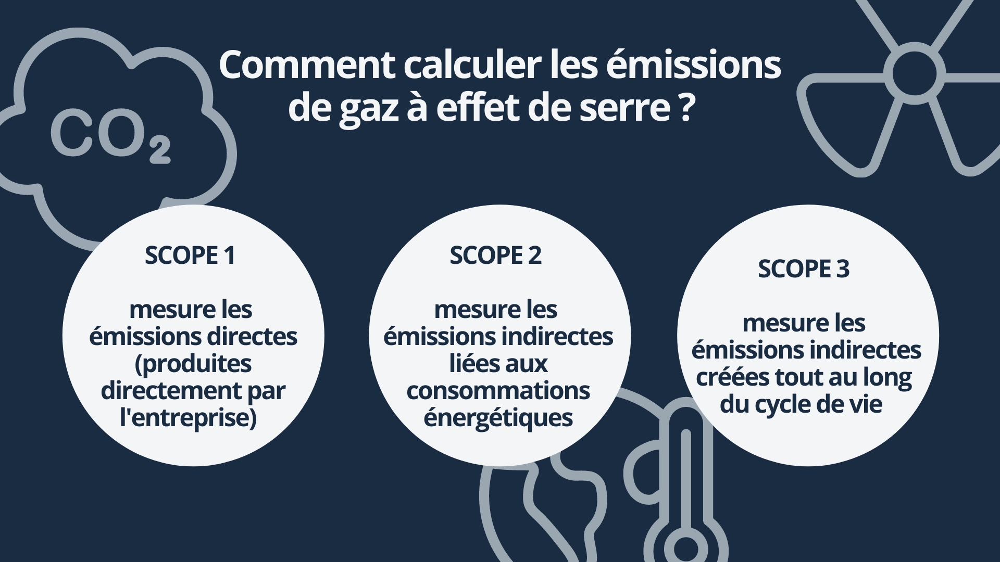 Comment calculer les émissions
de gaz à effet de serre ?
CO₂
SCOPE 1
mesure les
émissions directes
(produites
directement par
l'entreprise)
SCOPE 2
mesure les
émissions indirectes
liées aux
consommations
énergétiques
SCOPE 3
mesure les
émissions indirectes
créées tout au long
du cycle de vie